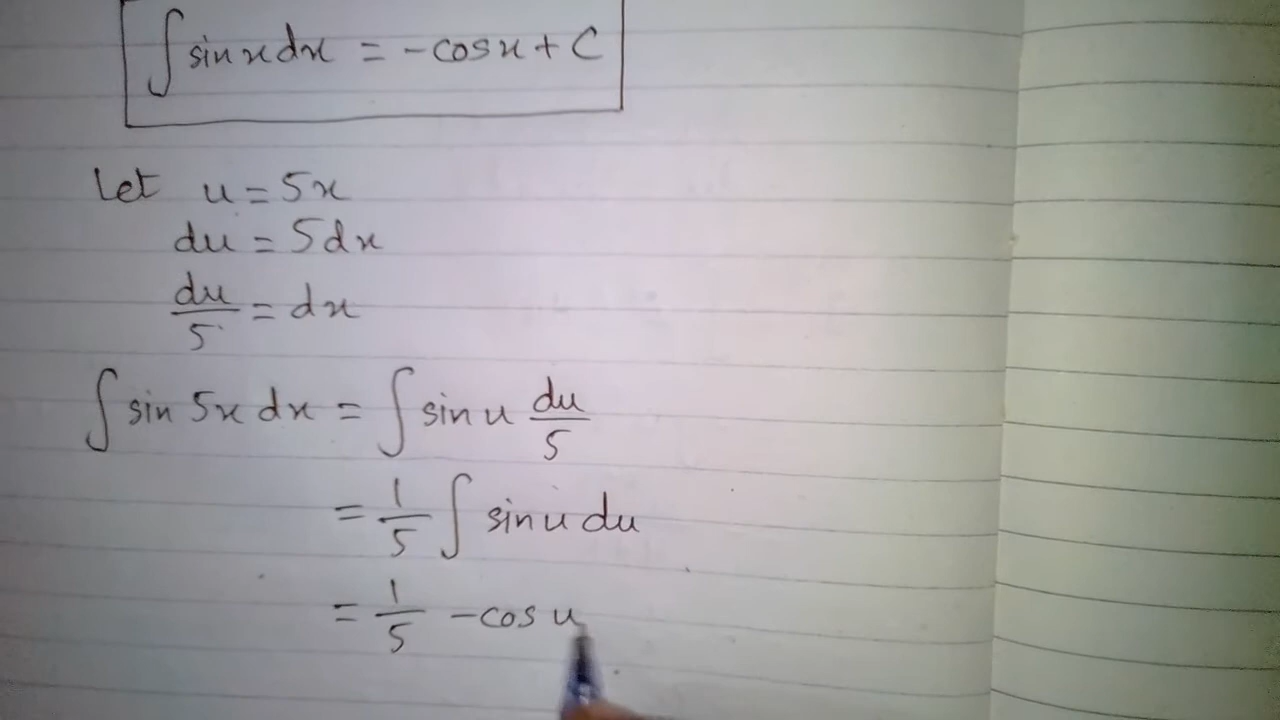 ∫ sin x dx = -cos x + C
Let u = 5x
du = 5dx
du/5 = dx
∫ sin 5x dx = ∫ sin u du/5
= 1/5 ∫ sin u du
= 1/5 -cos u